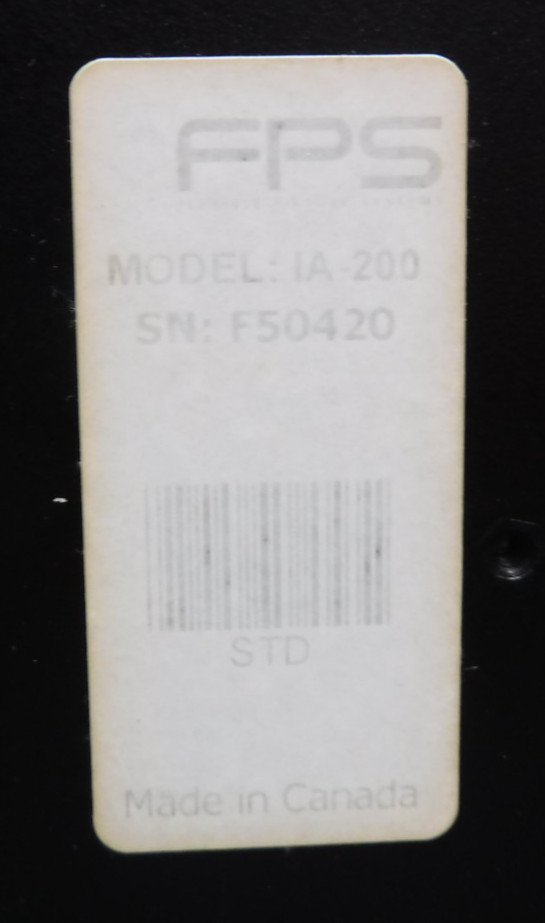 FPS
MODEL: IA-200
SN: F50420
STD
Made in Canada